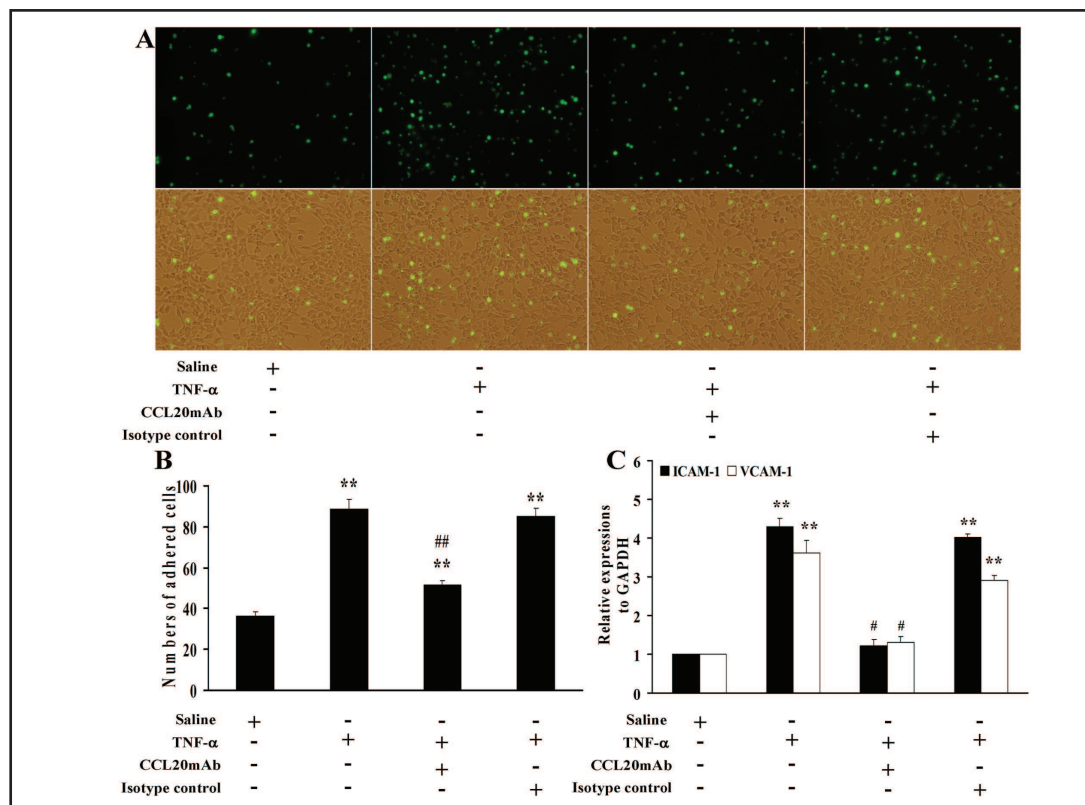 A
Saline + - - -
TNF-α - + + +
CCL20mAb - - + -
Isotype control - - - +
B
Numbers of adhered cells
100
80
60
40
20
0
**
##
**
**
Saline + - - -
TNF-α - + + +
CCL20mAb - - + -
Isotype control - - - +
C
Relative expressions
to GAPDH
6
5
4
3
2
1
0
ICAM-1 VCAM-1
**
**
#
#
**
**
Saline + - - -
TNF-α - + + +
CCL20mAb - - + -
Isotype control - - - +